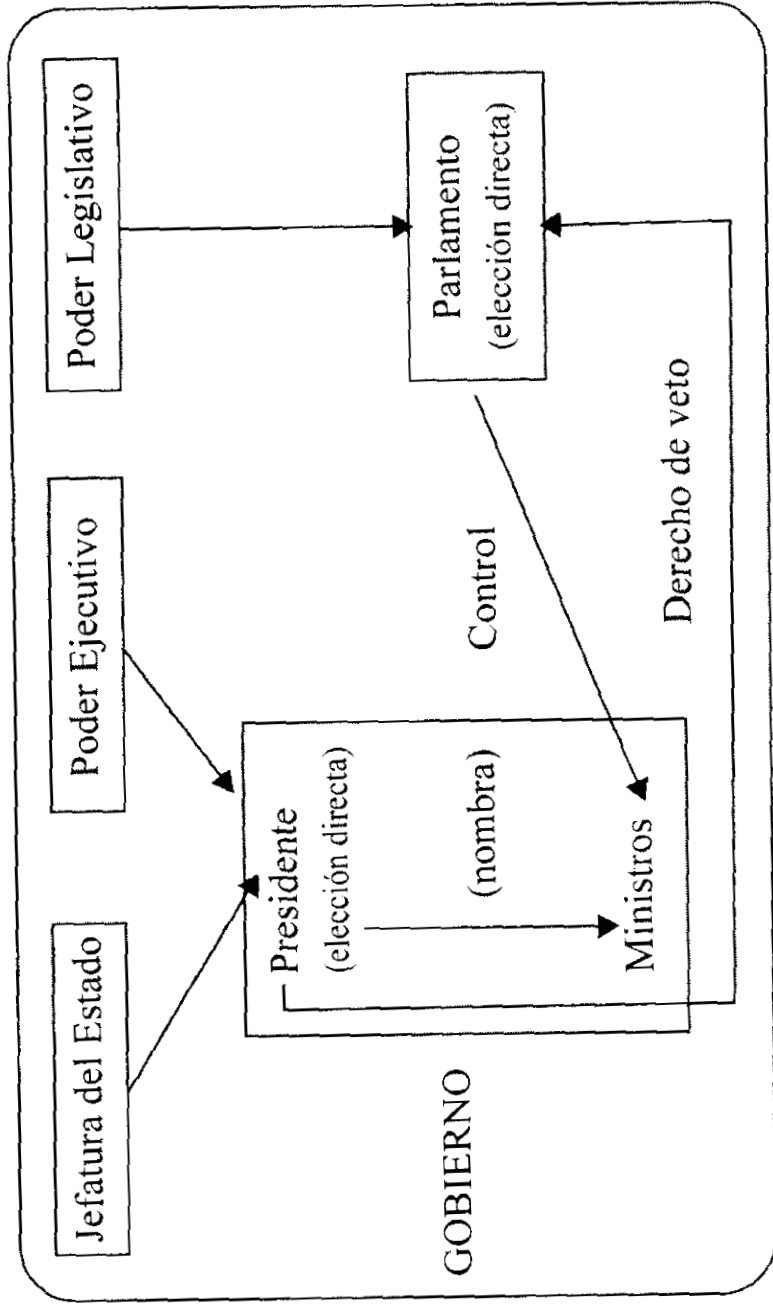 Jefatura del Estado
Poder Ejecutivo
Poder Legislativo
Presidente
(elección directa)
(nombra)
Ministros
GOBIERNO
Control
Parlamento
(elección directa)
Derecho de veto